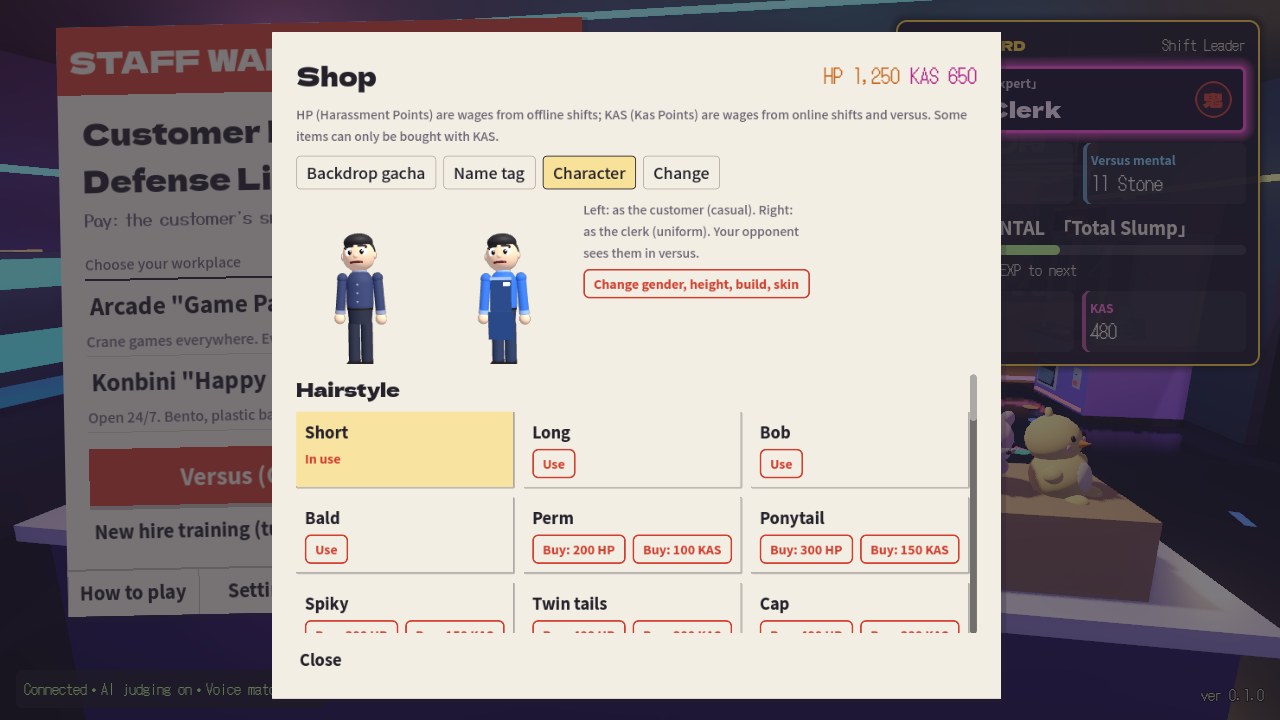 STAFF WA
Customer
Defense Li
Pay: the customer's s
Choose your workplace
Arcade "Game Pa
Crane games everywhere. E
Konbini "Happy
Open 24/7. Bento, plastic ba
Versus (
New hire training (tu
How to play
Setti
Connected • AI judging on • Voice mat
Shop
HP 1,250 KAS 650
HP (Harassment Points) are wages from offline shifts; KAS (Kas Points) are wages from online shifts and versus. Some
items can only be bought with KAS.
Backdrop gacha
Name tag
Character
Change
Left: as the customer (casual). Right:
as the clerk (uniform). Your opponent
sees them in versus.
Change gender, height, build, skin
Hairstyle
Short
In use
Long
Use
Bob
Use
Bald
Use
Perm
Buy: 200 HP
Buy: 100 KAS
Ponytail
Buy: 300 HP
Buy: 150 KAS
Spiky
Twin tails
Cap
Close
RD
Shift Leader
xpert」
Clerk
Versus mental
11 Stone
NTAL 「Total Slump」
EXP to next
KAS
480
ver 0.1.0